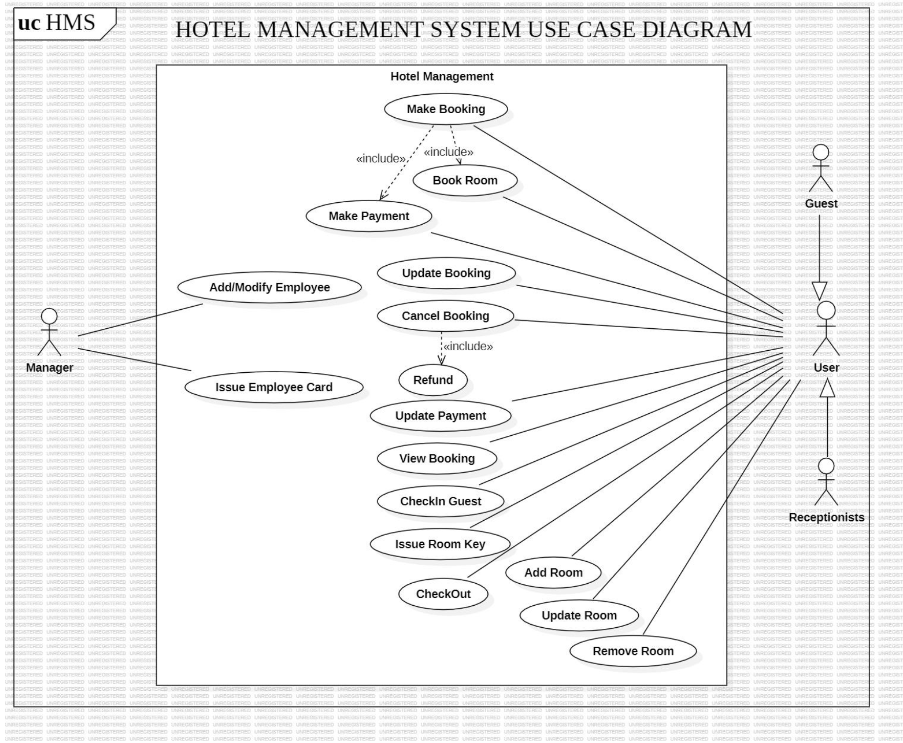 uc HMS
HOTEL MANAGEMENT SYSTEM USE CASE DIAGRAM
Hotel Management
Make Booking
«include»
«include»
Book Room
Make Payment
Guest
Update Booking
Add/Modify Employee
Cancel Booking
«include»
Manager
User
Refund
Issue Employee Card
Update Payment
View Booking
CheckIn Guest
Receptionists
Issue Room Key
Add Room
CheckOut
Update Room
Remove Room
UNREGISTERED